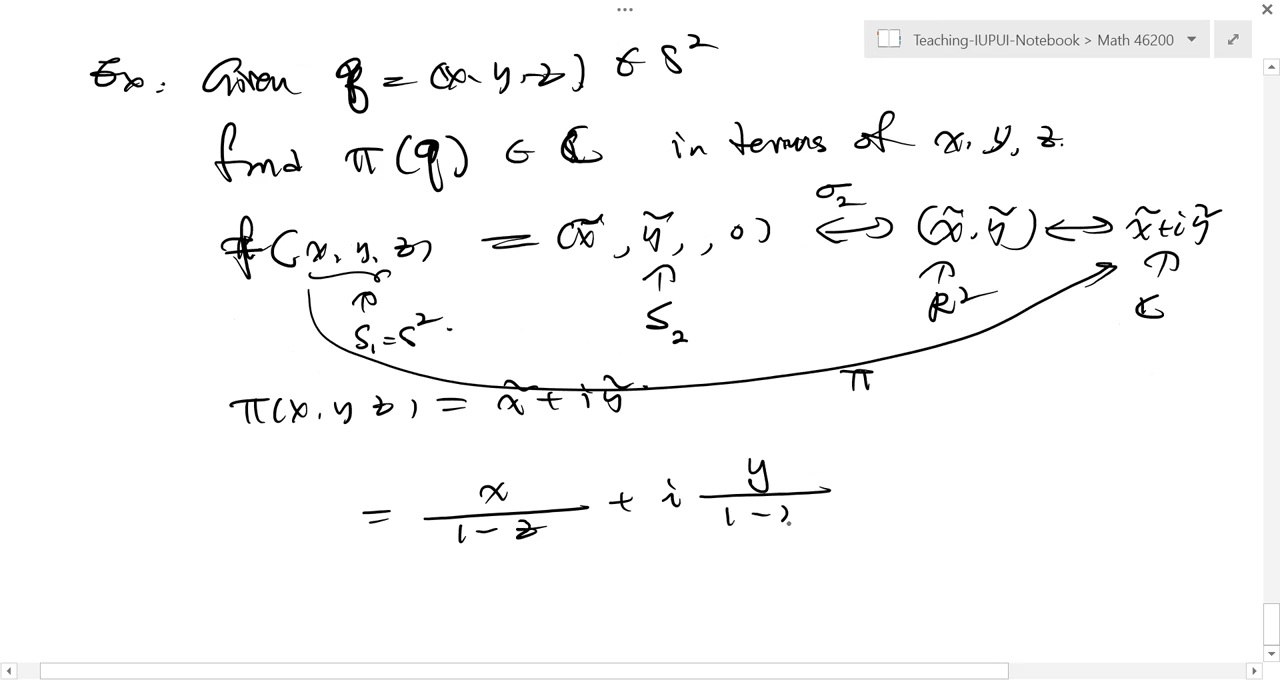 Teaching-IUPUI-Notebook > Math 46200
Ex: Given q = (x, y, z) ∈ S²
find π(q) ∈ ℂ in terms of x, y, z.
f(x, y, z) = (x̃, ỹ, , 0) ⟷ (x̃, ỹ) ⟷ x̃+iỹ
σ₂
↑ ↑ ↑ ↑
S₁=S². S₂ R² ℂ
π
π(x, y z) = x̃ + iỹ.
= x/(1-z) + i y/(1-